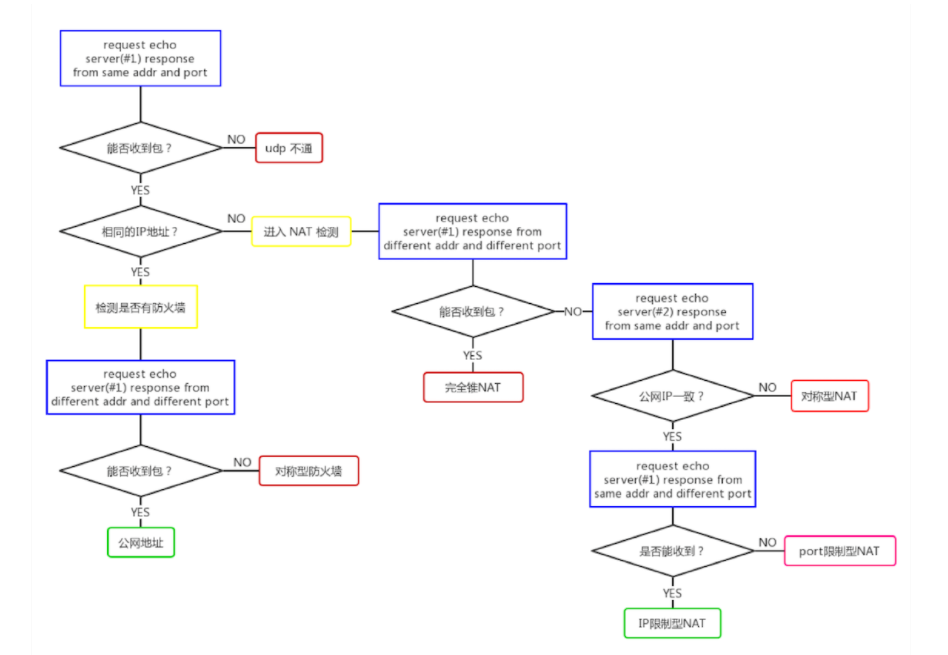 request echo
server(#1) response
from same addr and port
能否收到包？
NO
udp 不通
YES
相同的IP地址？
NO
进入 NAT 检测
request echo
server(#1) response from
different addr and different port
YES
检测是否有防火墙
能否收到包？
NO
request echo
server(#2) response
from same addr and port
YES
完全锥NAT
request echo
server(#1) response from
different addr and different port
公网IP一致？
NO
对称型NAT
YES
能否收到包？
NO
对称型防火墙
request echo
server(#1) response from
same addr and different port
YES
公网地址
是否能收到？
NO
port限制型NAT
YES
IP限制型NAT